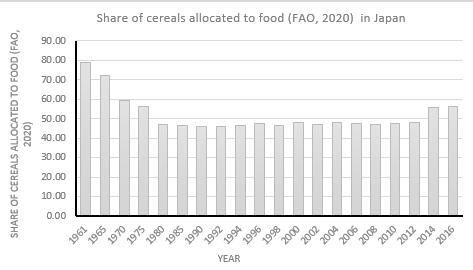 Share of cereals allocated to food (FAO, 2020)  in Japan
SHARE OF CEREALS ALLOCATED TO FOOD (FAO,
2020)
90.00
80.00
70.00
60.00
50.00
40.00
30.00
20.00
10.00
0.00
1961 1965 1970 1975 1980 1985 1990 1992 1994 1996 1998 2000 2002 2004 2006 2008 2010 2012 2014 2016
YEAR